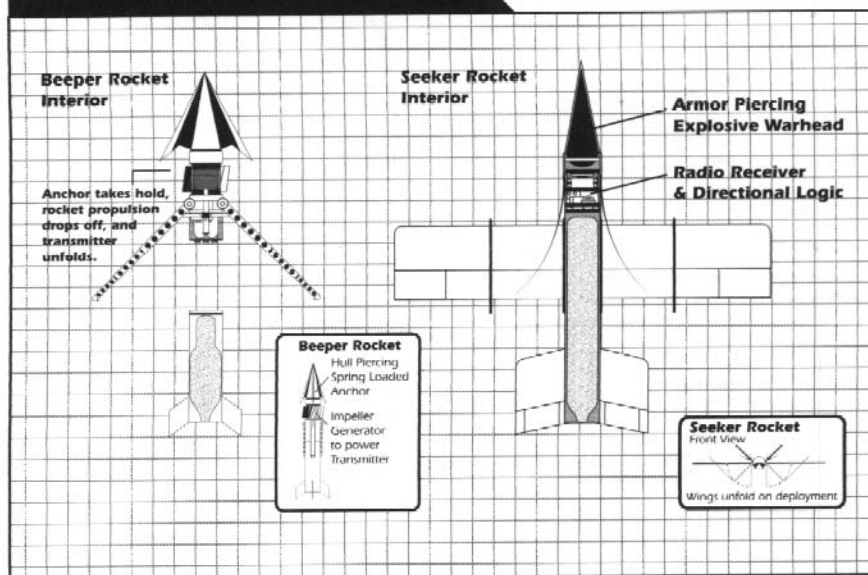 Beeper Rocket
Interior
Anchor takes hold,
rocket propulsion
drops off, and
transmitter
unfolds.
Seeker Rocket
Interior
Armor Piercing
Explosive Warhead
Radio Receiver
& Directional Logic
Beeper Rocket
Hull Piercing
Spring Loaded
Anchor
Impeller
Generator
to power
Transmitter
Seeker Rocket
Front View
Wings unfold on deployment